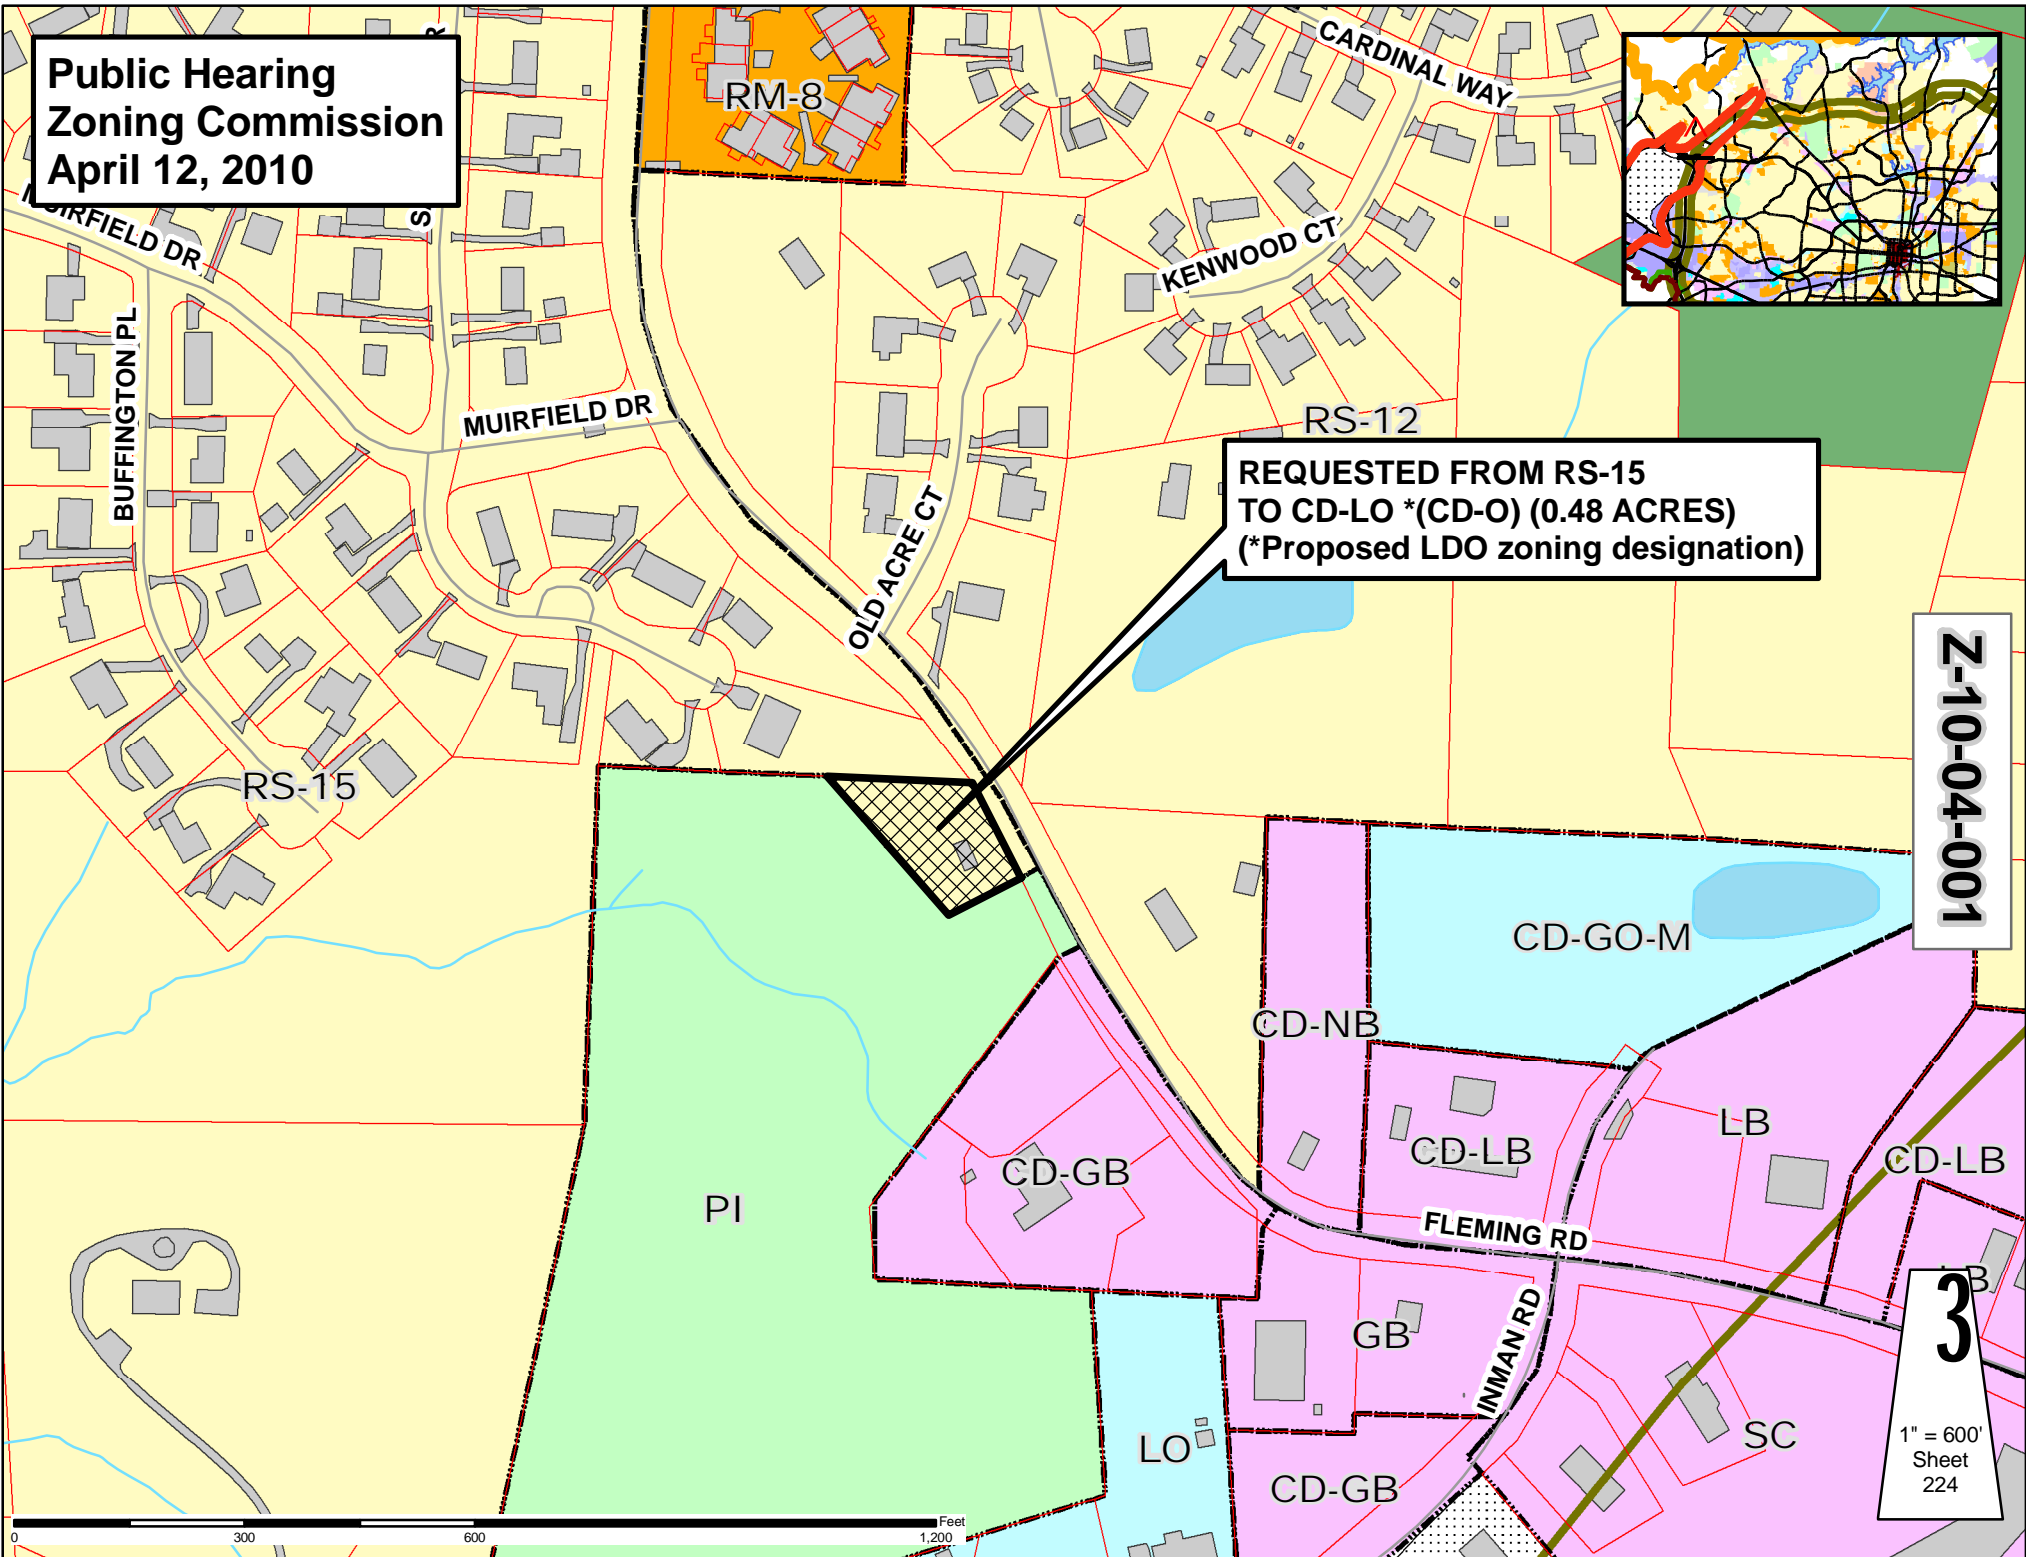 Public Hearing
Zoning Commission
April 12, 2010
RM-8
CARDINAL WAY
MUIRFIELD DR
KENWOOD CT
BUFFINGTON PL
MUIRFIELD DR
RS-12
REQUESTED FROM RS-15
TO CD-LO *(CD-O) (0.48 ACRES)
(*Proposed LDO zoning designation)
OLD ACRE CT
Z-10-04-001
RS-15
CD-GO-M
CD-NB
LB
CD-LB
CD-LB
CD-GB
PI
FLEMING RD
LB
GB
INMAN RD
3
SC
LO
1" = 600'
Sheet
224
CD-GB
Feet
0 300 600 1,200